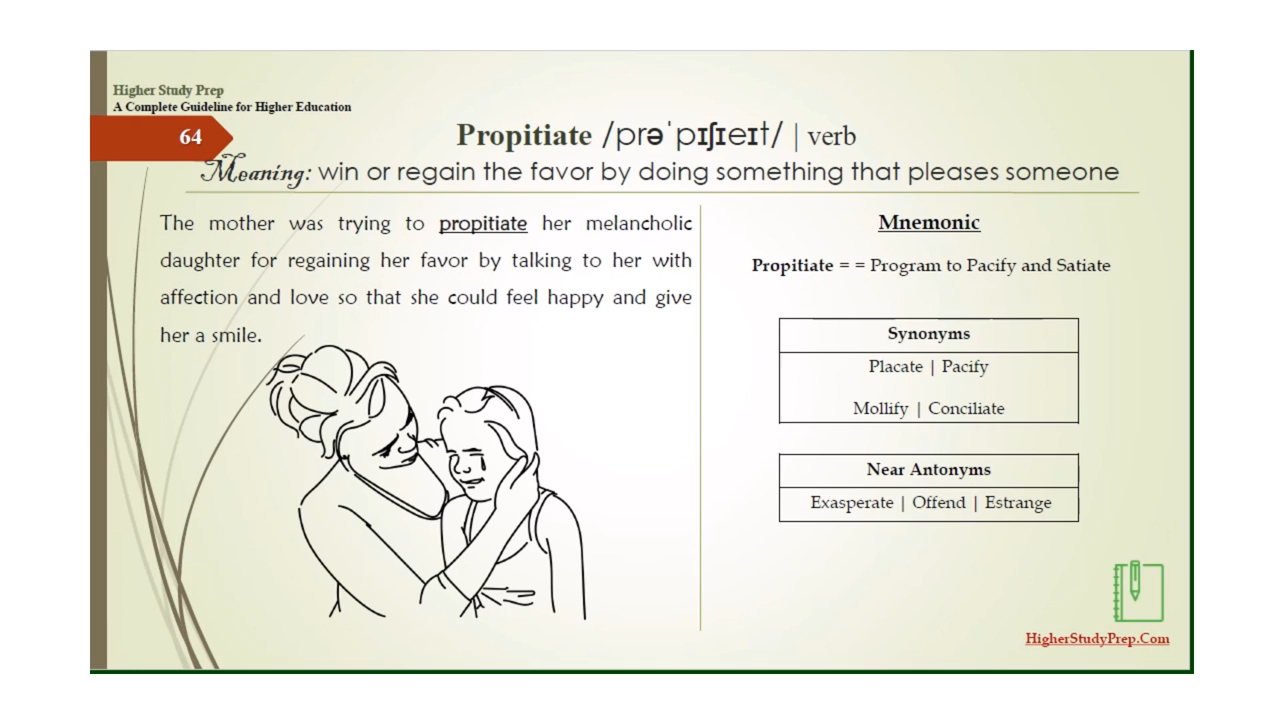 Higher Study Prep
A Complete Guideline for Higher Education
64
Propitiate /prəˈpɪʃɪeɪt/ | verb
Meaning: win or regain the favor by doing something that pleases someone
The mother was trying to propitiate her melancholic
daughter for regaining her favor by talking to her with
affection and love so that she could feel happy and give
her a smile.
Mnemonic
Propitiate = = Program to Pacify and Satiate
Synonyms
Placate | Pacify
Mollify | Conciliate
Near Antonyms
Exasperate | Offend | Estrange
HigherStudyPrep.Com